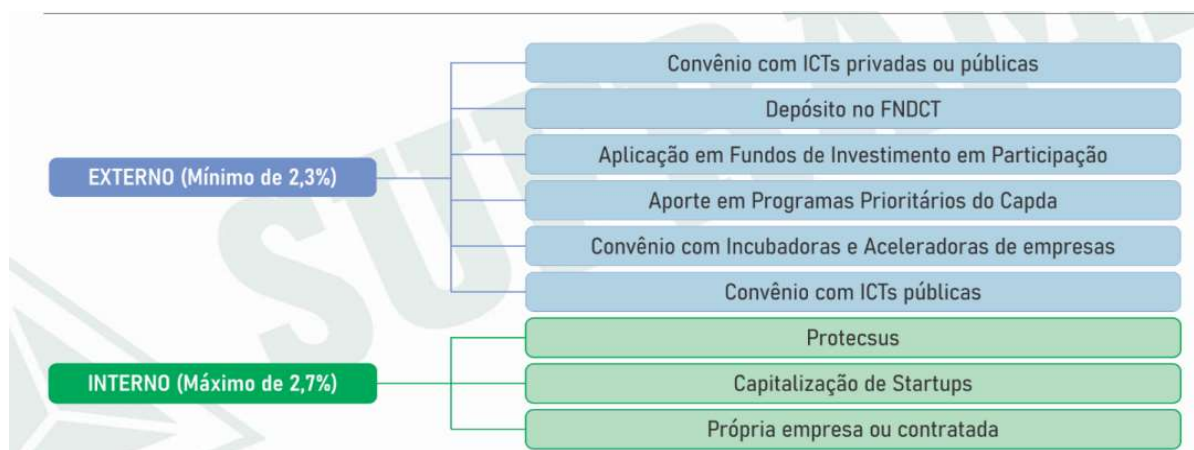 Convênio com ICTs privadas ou públicas
Depósito no FNDCT
Aplicação em Fundos de Investimento em Participação
EXTERNO (Mínimo de 2,3%)
Aporte em Programas Prioritários do Capda
Convênio com Incubadoras e Aceleradoras de empresas
Convênio com ICTs públicas
Protecsus
INTERNO (Máximo de 2,7%)
Capitalização de Startups
Própria empresa ou contratada